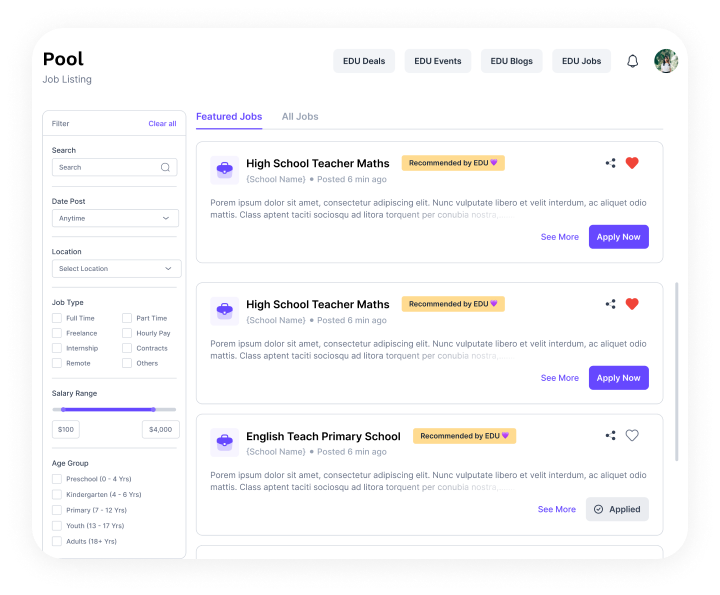 Pool
Job Listing
EDU Deals
EDU Events
EDU Blogs
EDU Jobs
Filter
Clear all
Search
Search
Date Post
Anytime
Location
Select Location
Job Type
Full Time
Part Time
Freelance
Hourly Pay
Internship
Contracts
Remote
Others
Salary Range
$100
$4,000
Age Group
Preschool (0 - 4 Yrs)
Kindergarten (4 - 6 Yrs)
Primary (7 - 12 Yrs)
Youth (13 - 17 Yrs)
Adults (18+ Yrs)
Featured Jobs
All Jobs
High School Teacher Maths
Recommended by EDU 💜
{School Name} • Posted 6 min ago
Porem ipsum dolor sit amet, consectetur adipiscing elit. Nunc vulputate libero et velit interdum, ac aliquet odio
mattis. Class aptent taciti sociosqu ad litora torquent per conubia nostra,....
See More
Apply Now
High School Teacher Maths
Recommended by EDU 💜
{School Name} • Posted 6 min ago
Porem ipsum dolor sit amet, consectetur adipiscing elit. Nunc vulputate libero et velit interdum, ac aliquet odio
mattis. Class aptent taciti sociosqu ad litora torquent per conubia nostra,....
See More
Apply Now
English Teach Primary School
Recommended by EDU 💜
{School Name} • Posted 6 min ago
Porem ipsum dolor sit amet, consectetur adipiscing elit. Nunc vulputate libero et velit interdum, ac aliquet odio
mattis. Class aptent taciti sociosqu ad litora torquent per conubia nostra,....
See More
Applied